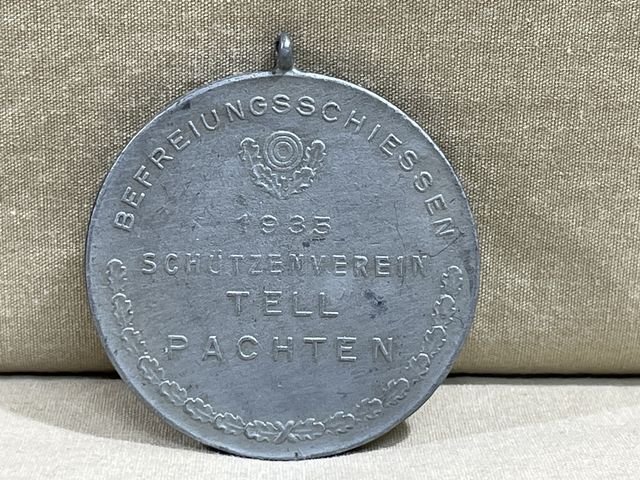 BEFREIUNGSSCHIESSEN
1935
SCHÜTZENVEREIN
TELL
PACHTEN